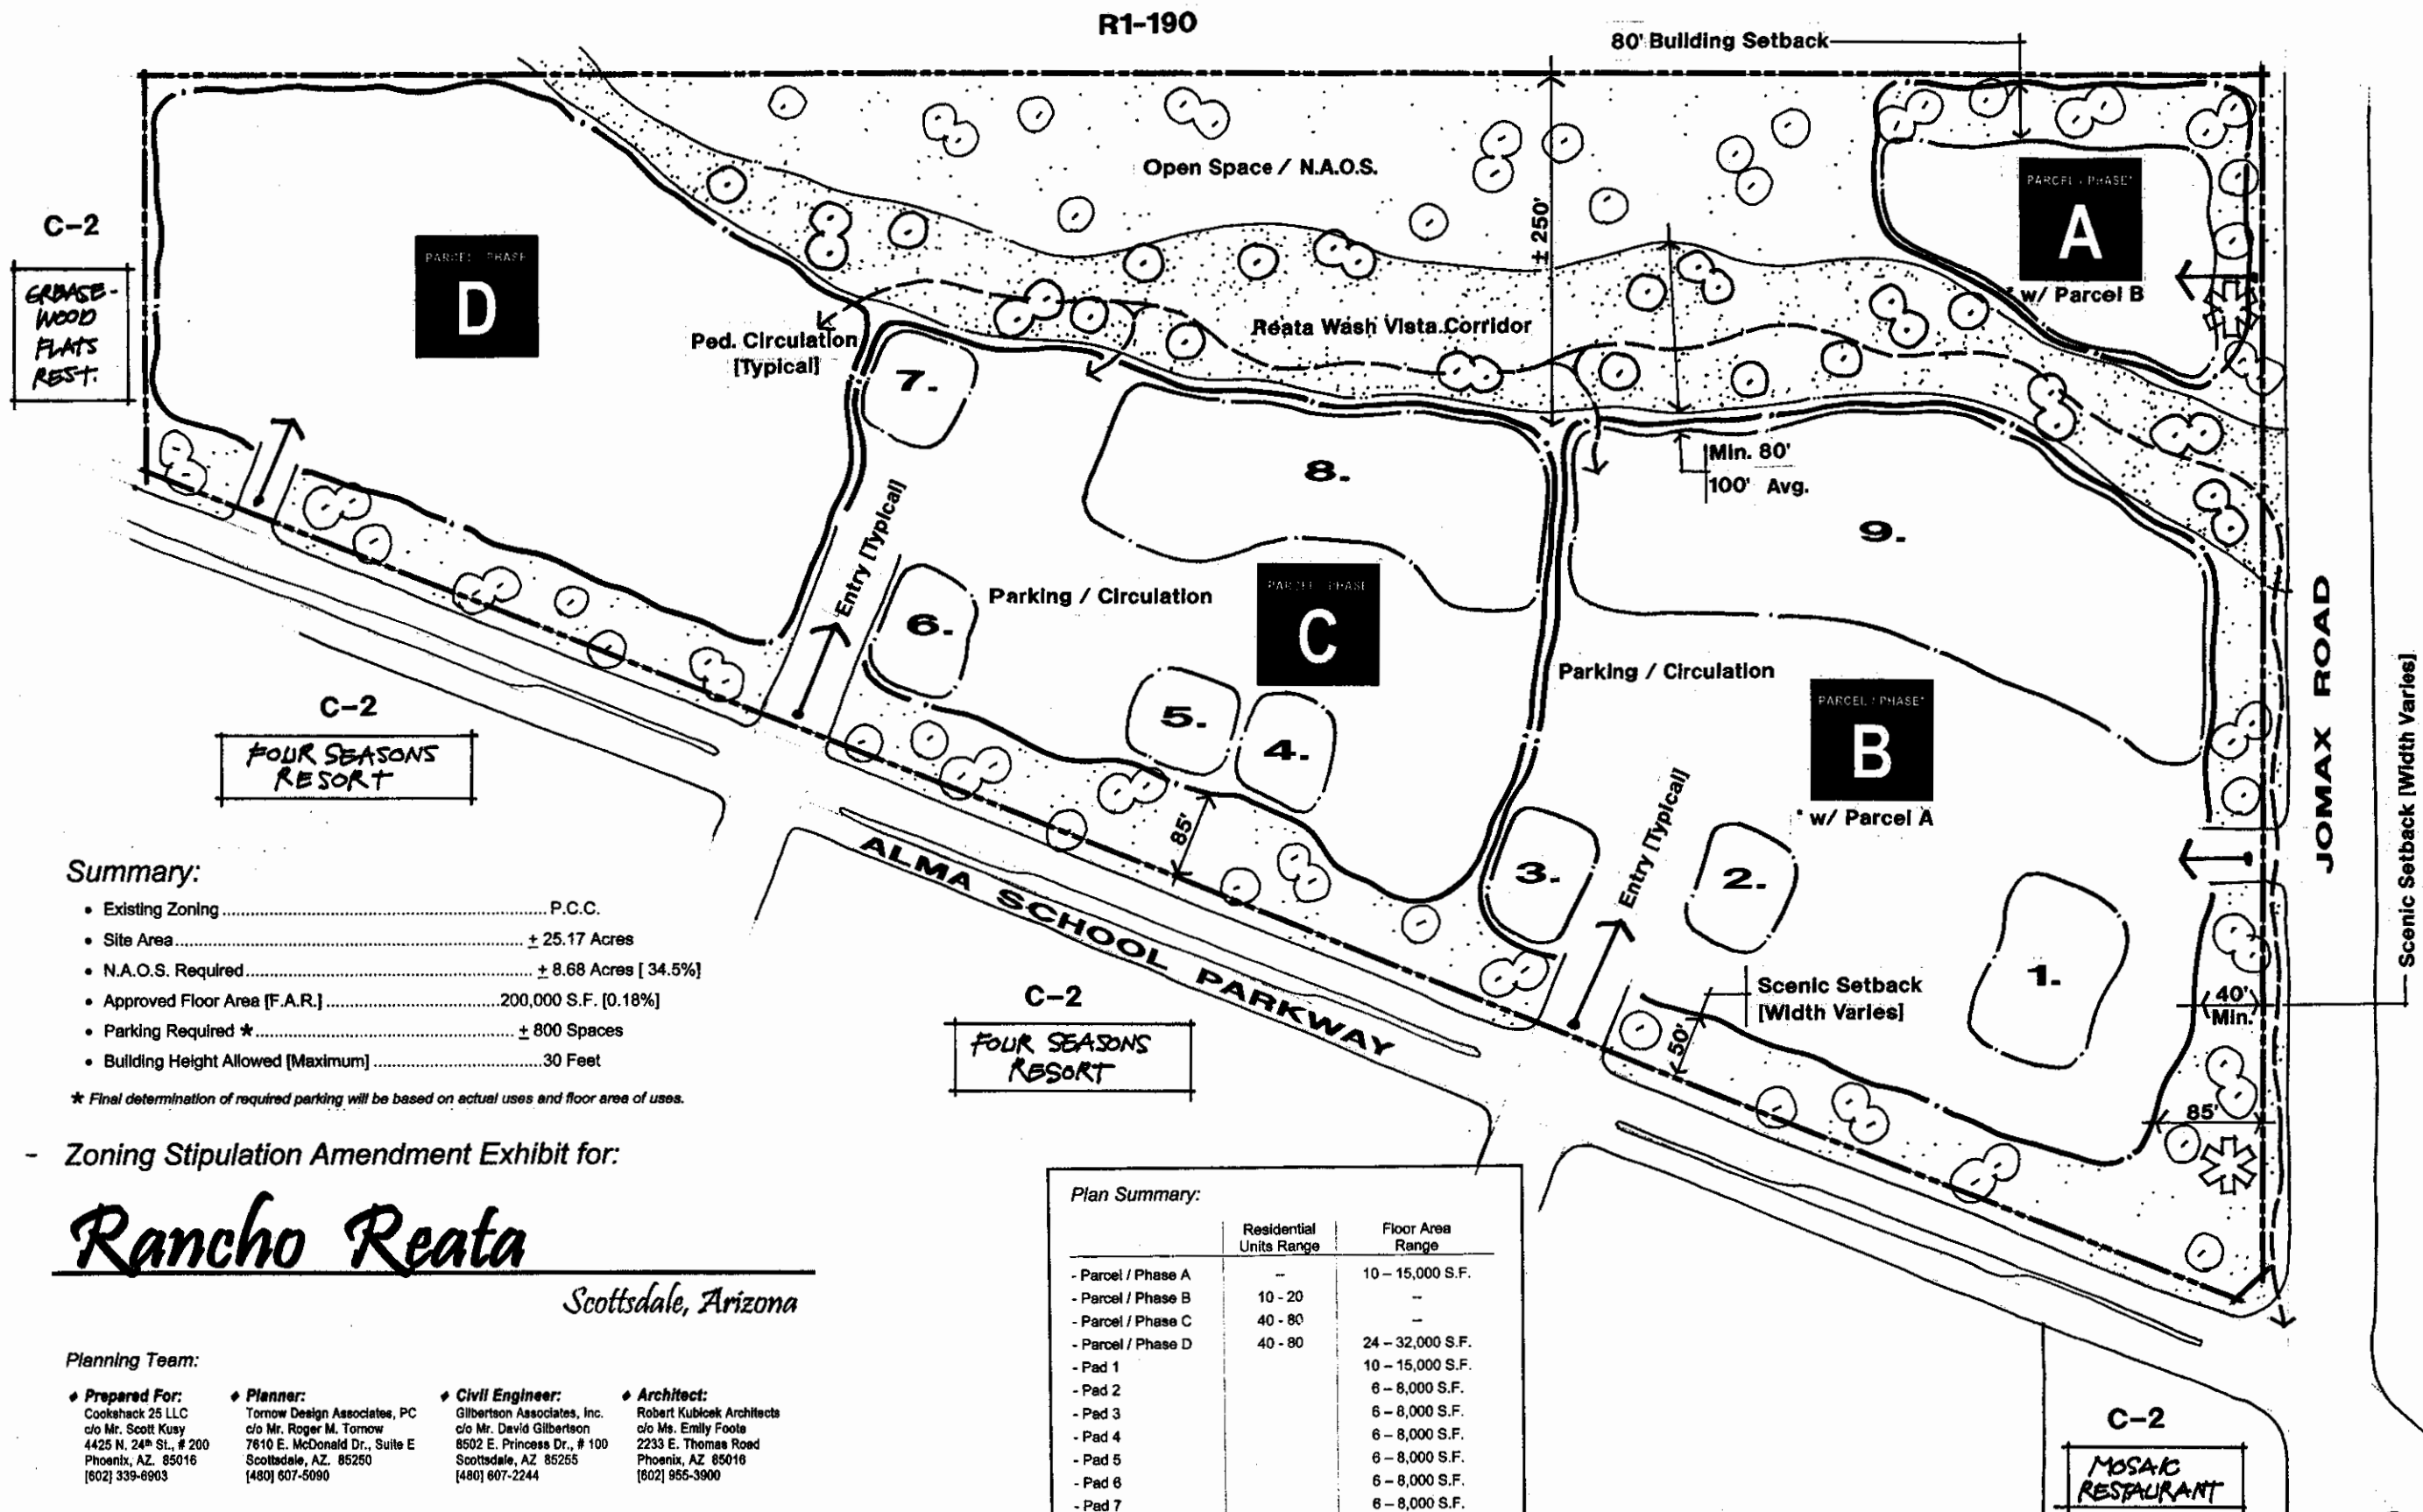 R1-190
80' Building Setback
Open Space / N.A.O.S.
± 250'
PARCEL / PHASE*
A
* w/ Parcel B
C-2
GREASE-
WOOD
FLATS
REST.
PARCEL PHASE
D
Ped. Circulation
[Typical]
Reata Wash Vista Corridor
7.
8.
Min. 80'
100' Avg.
9.
Entry [Typical]
6.
Parking / Circulation
PARCEL PHASE
C
Parking / Circulation
PARCEL / PHASE*
B
* w/ Parcel A
JOMAX ROAD
Scenic Setback [Width Varies]
5.
4.
85'
3.
Entry [Typical]
2.
1.
Scenic Setback
[Width Varies]
50'
40'
Min.
85'
C-2
FOUR SEASONS
RESORT
ALMA SCHOOL PARKWAY
C-2
FOUR SEASONS
RESORT
Summary:
• Existing Zoning ........ P.C.C.
• Site Area ........ ± 25.17 Acres
• N.A.O.S. Required ........ ± 8.68 Acres [ 34.5%]
• Approved Floor Area [F.A.R.] ........ 200,000 S.F. [0.18%]
• Parking Required * ........ ± 800 Spaces
• Building Height Allowed [Maximum] ........ 30 Feet
* Final determination of required parking will be based on actual uses and floor area of uses.
- Zoning Stipulation Amendment Exhibit for:
Rancho Reata
Scottsdale, Arizona
Planning Team:
♦ Prepared For:
Cookshack 25 LLC
c/o Mr. Scott Kusy
4425 N. 24th St., # 200
Phoenix, AZ. 85016
[602] 339-6903
♦ Planner:
Tornow Design Associates, PC
c/o Mr. Roger M. Tornow
7610 E. McDonald Dr., Suite E
Scottsdale, AZ. 85250
[480] 607-5090
♦ Civil Engineer:
Gilbertson Associates, Inc.
c/o Mr. David Gilbertson
8502 E. Princess Dr., # 100
Scottsdale, AZ 85255
[480] 607-2244
♦ Architect:
Robert Kubicek Architects
c/o Ms. Emily Foote
2233 E. Thomas Road
Phoenix, AZ 85016
[602] 955-3900
Plan Summary:
Residential Floor Area
Units Range Range
- Parcel / Phase A -- 10 – 15,000 S.F.
- Parcel / Phase B 10 - 20 --
- Parcel / Phase C 40 - 80 --
- Parcel / Phase D 40 - 80 24 – 32,000 S.F.
- Pad 1 10 – 15,000 S.F.
- Pad 2 6 – 8,000 S.F.
- Pad 3 6 – 8,000 S.F.
- Pad 4 6 – 8,000 S.F.
- Pad 5 6 – 8,000 S.F.
- Pad 6 6 – 8,000 S.F.
- Pad 7 6 – 8,000 S.F.
C-2
MOSAIC
RESTAURANT